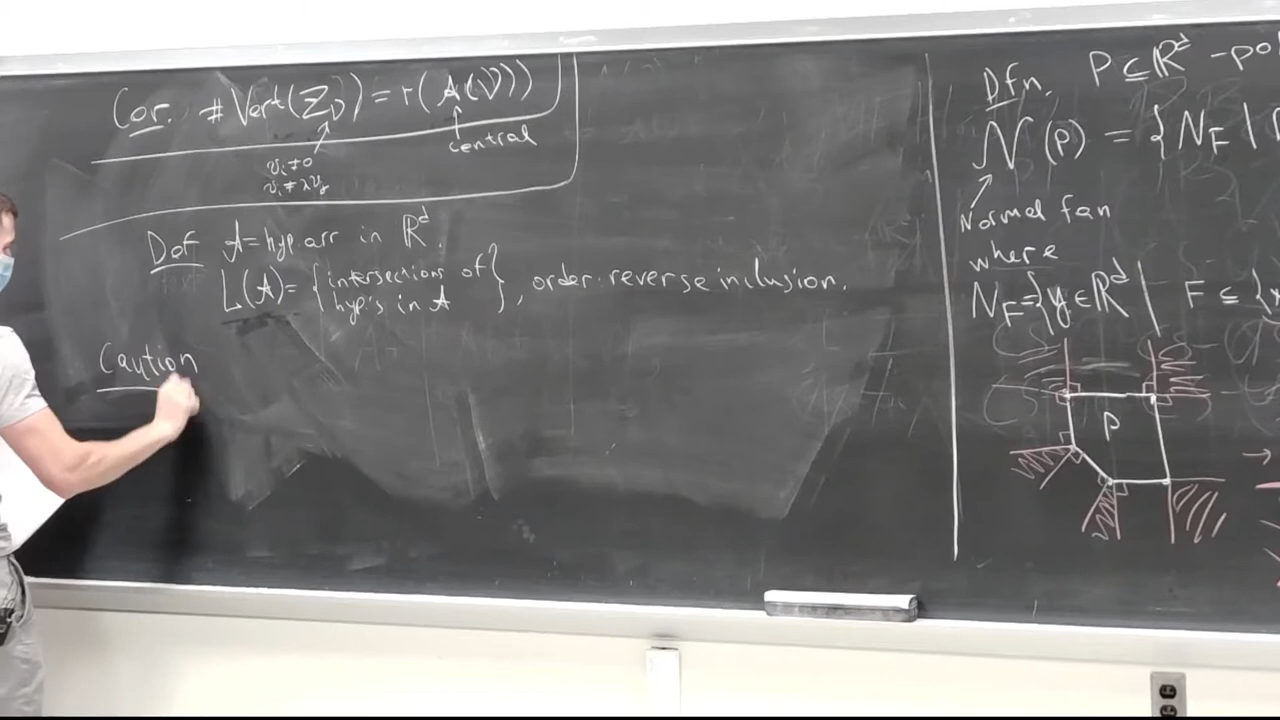 Cor. # Vert(Z_V) = r(A(V))
v_i ≠ 0
v_i ≠ λv_j
central
Def A = hyp. arr in ℝ^d.
L(A) = { intersections of hyp's in A }, order: reverse inclusion.
Caution
Dfn. P ⊆ ℝ^d - pol
N(P) = { N_F |
Normal fan
where
N_F = { y ∈ ℝ^d | F ⊆ {
P